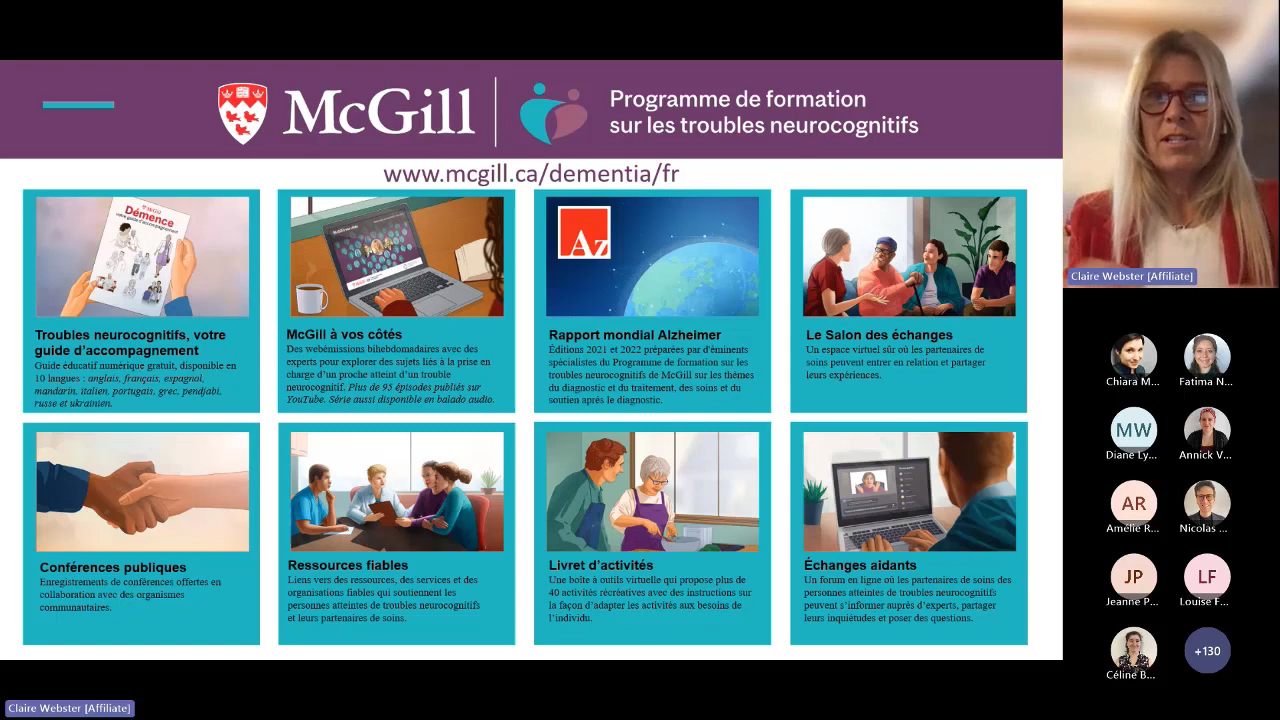 McGill
Programme de formation
sur les troubles neurocognitifs
www.mcgill.ca/dementia/fr
McGill
Démence
votre guide d'accompagnement
Troubles neurocognitifs, votre
guide d'accompagnement
Guide éducatif numérique gratuit, disponible en
10 langues : anglais, français, espagnol,
mandarin, italien, portugais, grec, pendjabi,
russe et ukrainien.
McGill à vos côtés
Des webémissions bihebdomadaires avec des
experts pour explorer des sujets liés à la prise en
charge d'un proche atteint d'un trouble
neurocognitif. Plus de 95 épisodes publiés sur
YouTube. Série aussi disponible en balado audio.
Az
Rapport mondial Alzheimer
Éditions 2021 et 2022 préparées par d'éminents
spécialistes du Programme de formation sur les
troubles neurocognitifs de McGill sur les thèmes
du diagnostic et du traitement, des soins et du
soutien après le diagnostic.
Le Salon des échanges
Un espace virtuel sûr où les partenaires de
soins peuvent entrer en relation et partager
leurs expériences.
Conférences publiques
Enregistrements de conférences offertes en
collaboration avec des organismes
communautaires.
Ressources fiables
Liens vers des ressources, des services et des
organisations fiables qui soutiennent les
personnes atteintes de troubles neurocognitifs
et leurs partenaires de soins.
Livret d'activités
Une boîte à outils virtuelle qui propose plus de
40 activités récréatives avec des instructions sur
la façon d'adapter les activités aux besoins de
l'individu.
Échanges aidants
Un forum en ligne où les partenaires de soins des
personnes atteintes de troubles neurocognitifs
peuvent s'informer auprès d'experts, partager
leurs inquiétudes et poser des questions.
Claire Webster [Affiliate]
Chiara M...
Fatima N...
MW
Diane Ly...
Annick V...
AR
Amélie R...
Nicolas ...
JP
Jeanne P...
LF
Louise F...
Céline B...
+130
Claire Webster [Affiliate]